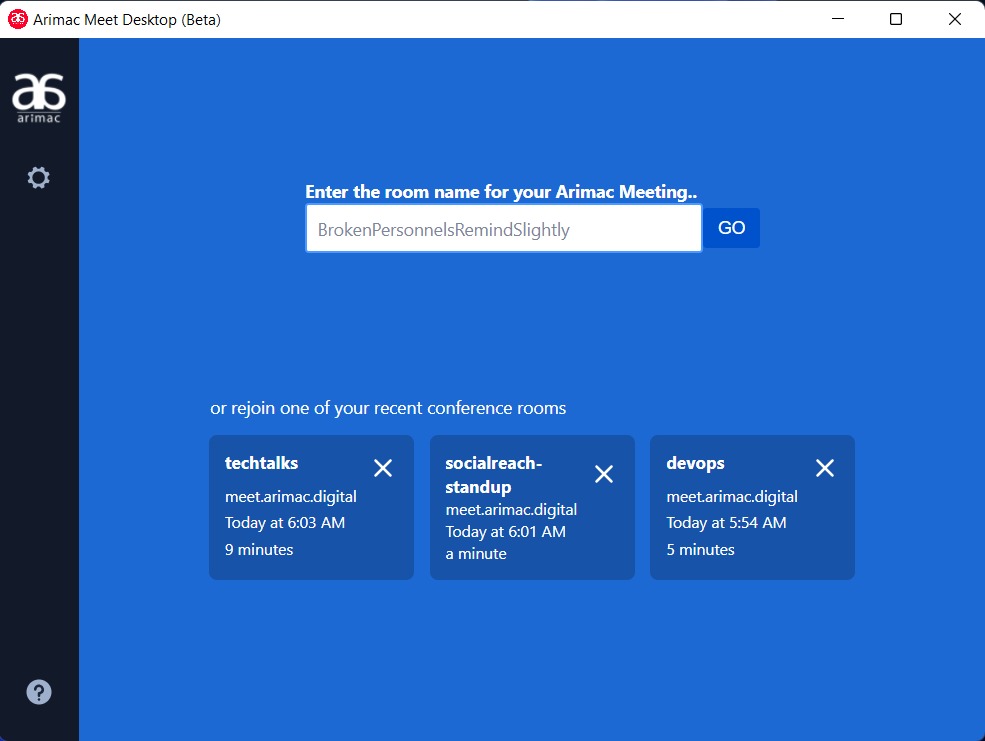 Arimac Meet Desktop (Beta)
arimac
Enter the room name for your Arimac Meeting..
BrokenPersonnelsRemindSlightly
GO
or rejoin one of your recent conference rooms
techtalks
meet.arimac.digital
Today at 6:03 AM
9 minutes
socialreach-
standup
meet.arimac.digital
Today at 6:01 AM
a minute
devops
meet.arimac.digital
Today at 5:54 AM
5 minutes
?